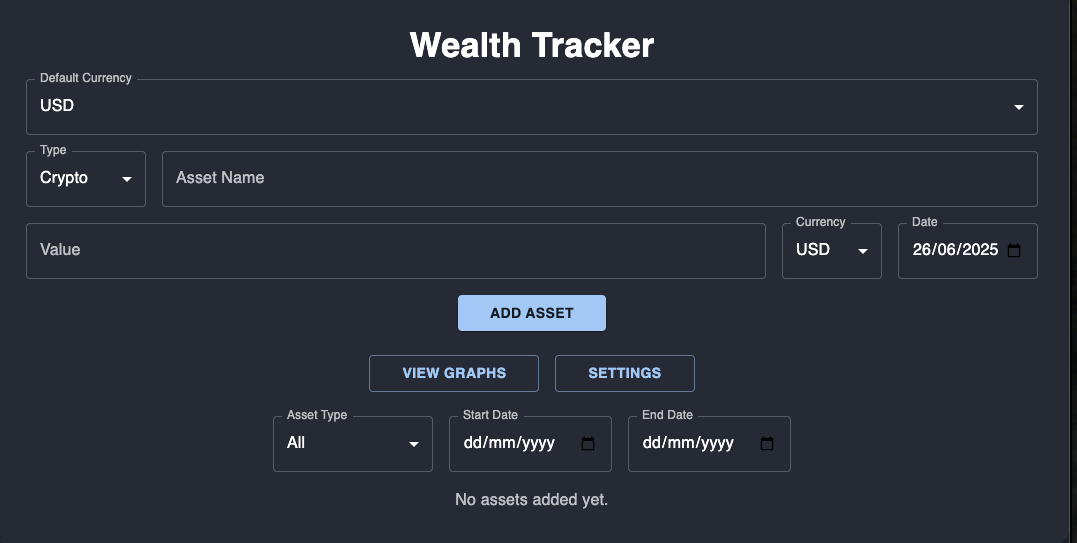 Wealth Tracker
Default Currency
USD
Type
Crypto
Asset Name
Value
Currency
USD
Date
26/06/2025
ADD ASSET
VIEW GRAPHS
SETTINGS
Asset Type
All
Start Date
dd/mm/yyyy
End Date
dd/mm/yyyy
No assets added yet.